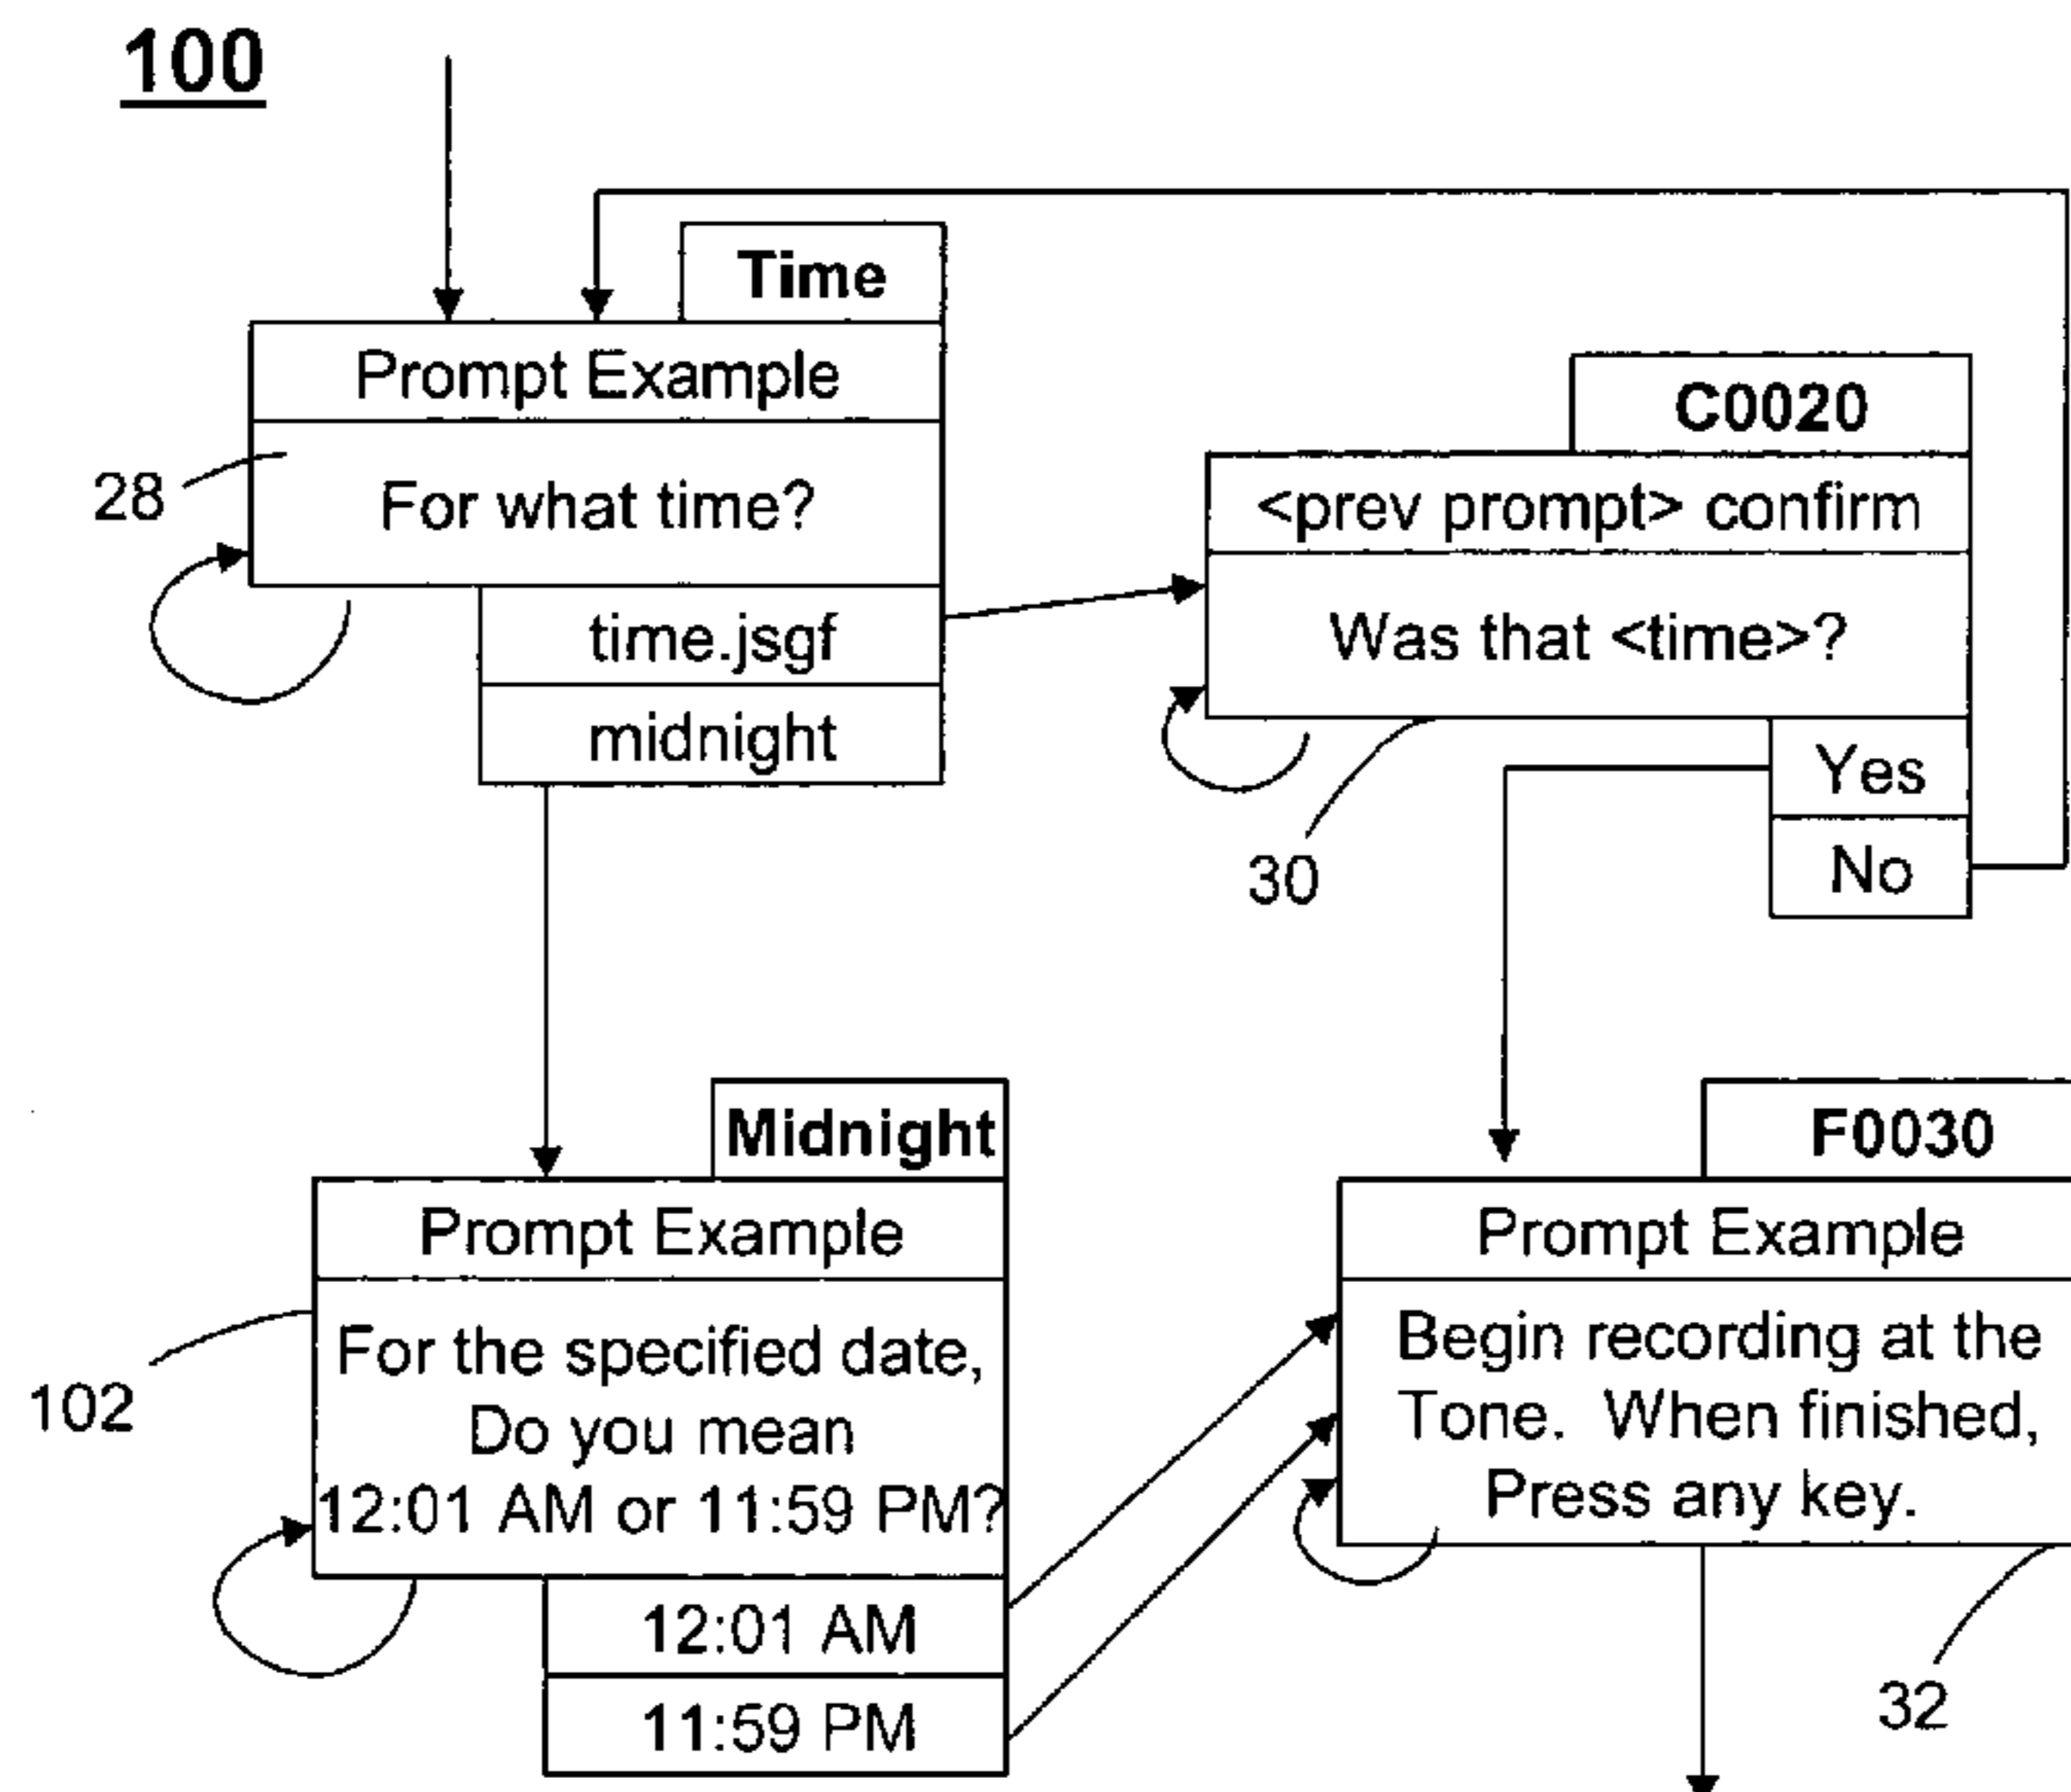 100
Time
Prompt Example
28
For what time?
time.jsgf
midnight
C0020
<prev prompt> confirm
Was that <time>?
Yes
No
30
Midnight
Prompt Example
102
For the specified date,
Do you mean
12:01 AM or 11:59 PM?
12:01 AM
11:59 PM
F0030
Prompt Example
Begin recording at the
Tone. When finished,
Press any key.
32